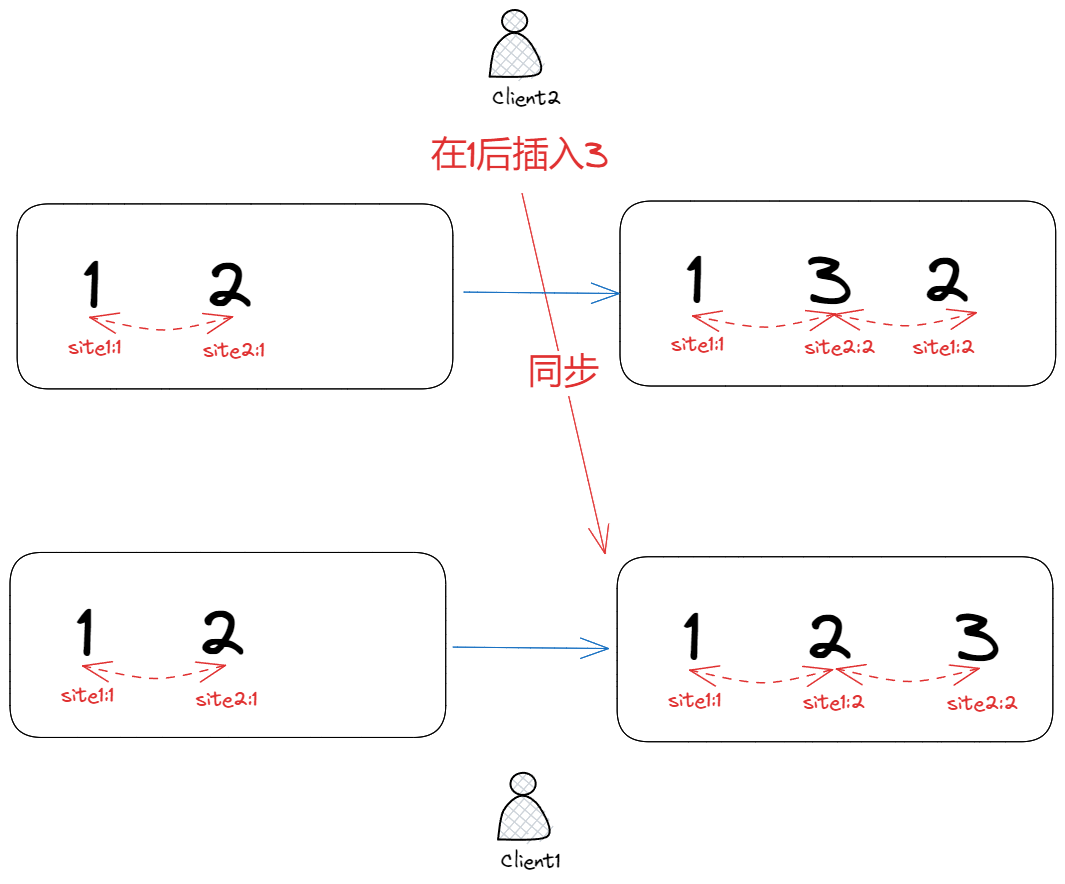 Client2
在1后插入3
1 2
site1:1 site2:1
1 3 2
site1:1 site2:2 site1:2
同步
1 2
site1:1 site2:1
1 2 3
site1:1 site1:2 site2:2
Client1